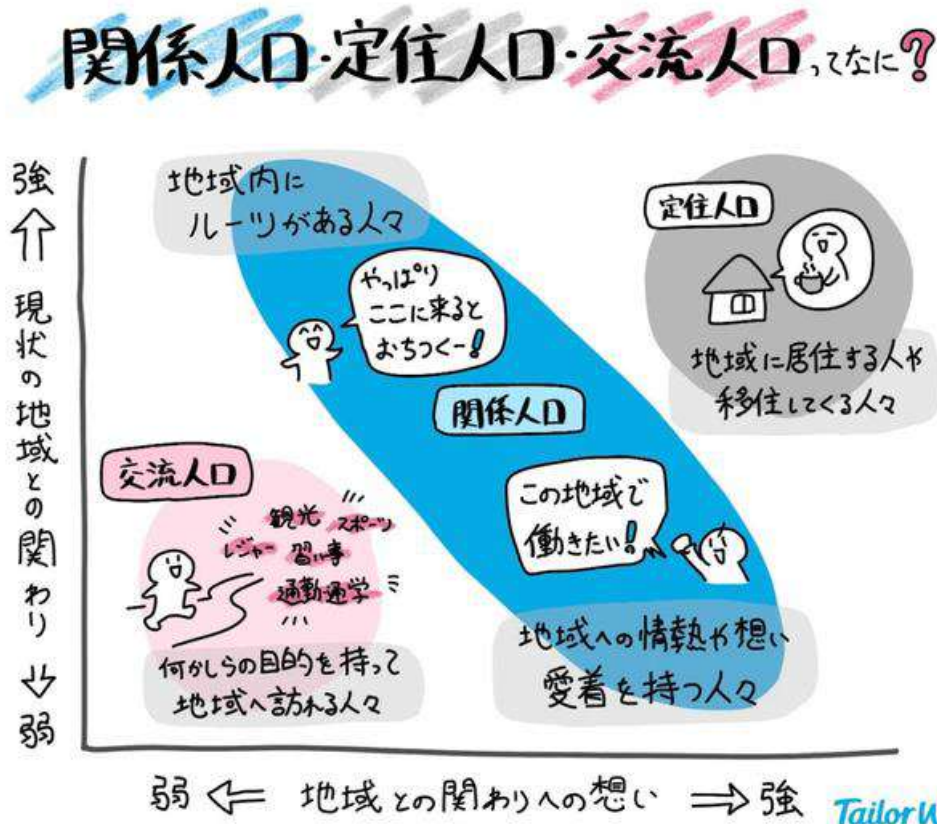 関係人口・定住人口・交流人口ってなに?
強
現状の地域との関わり
弱
地域内に
ルーツがある人々
やっぱり
ここに来ると
おちつくー!
関係人口
定住人口
地域に居住する人や
移住してくる人々
交流人口
観光
スポーツ
レジャー
習い事
通勤通学
何かしらの目的を持って
地域へ訪れる人々
この地域で
働きたい!
地域への情熱や想い
愛着を持つ人々
弱 地域との関わりへの想い 強